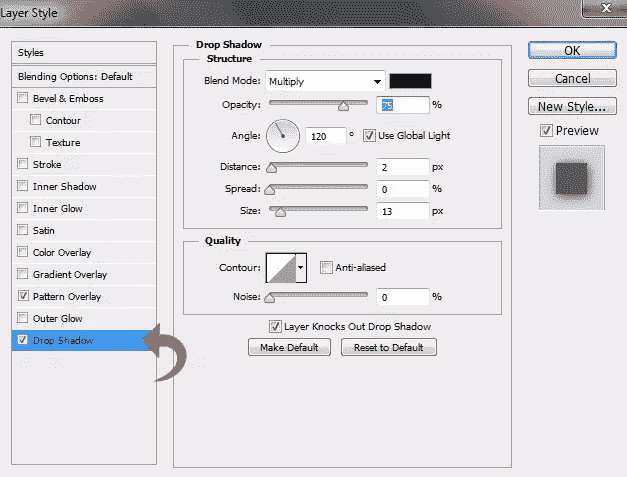 Layer Style
Styles
Blending Options: Default
Bevel & Emboss
Contour
Texture
Stroke
Inner Shadow
Inner Glow
Satin
Color Overlay
Gradient Overlay
Pattern Overlay
Outer Glow
Drop Shadow
Drop Shadow
Structure
Blend Mode: Multiply
Opacity: 75 %
Angle: 120 ° Use Global Light
Distance: 2 px
Spread: 0 %
Size: 13 px
Quality
Contour: Anti-aliased
Noise: 0 %
Layer Knocks Out Drop Shadow
Make Default Reset to Default
OK
Cancel
New Style...
Preview